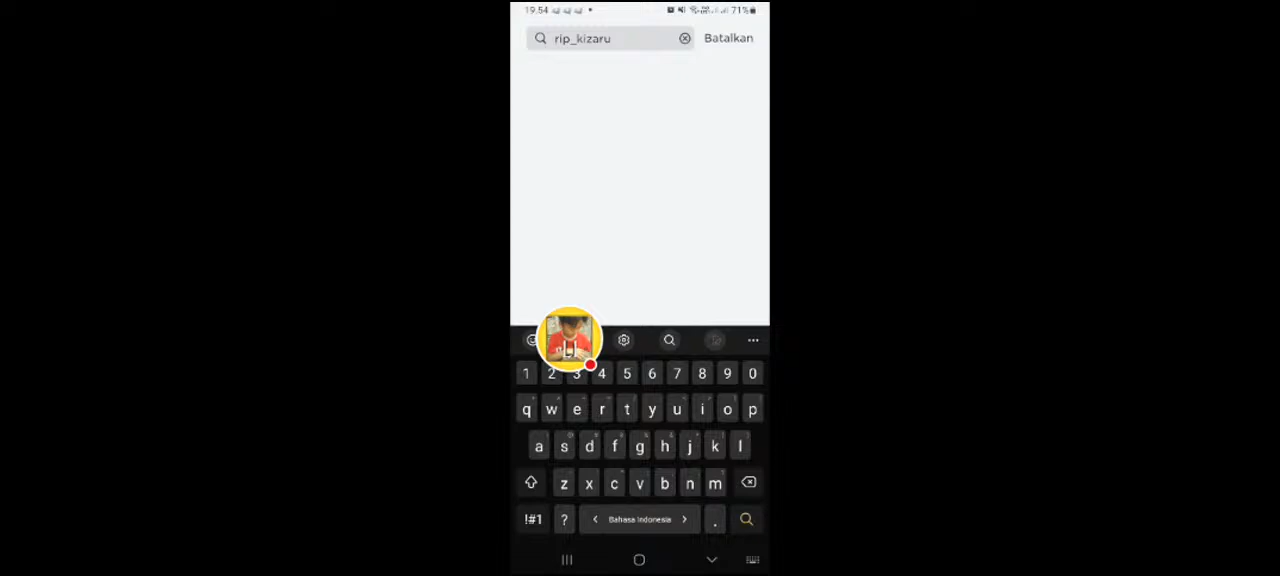 19.54
71%
rip_kizaru
Batalkan
1 2 3 4 5 6 7 8 9 0
q w e r t y u i o p
a s d f g h j k l
z x c v b n m
!#1 ? < Bahasa Indonesia > .